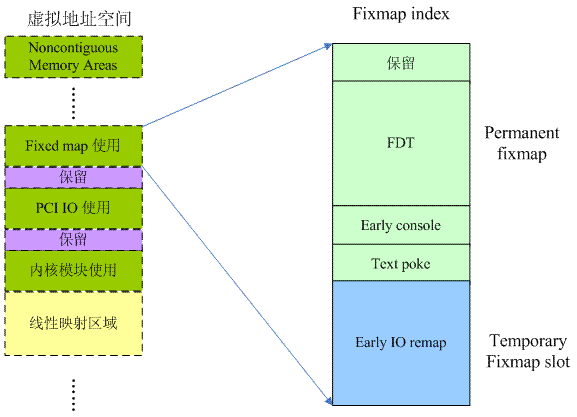 虚拟地址空间
Noncontiguous
Memory Areas
Fixed map 使用
保留
PCI IO 使用
保留
内核模块使用
线性映射区域
Fixmap index
保留
FDT
Early console
Text poke
Early IO remap
Permanent
fixmap
Temporary
Fixmap slot